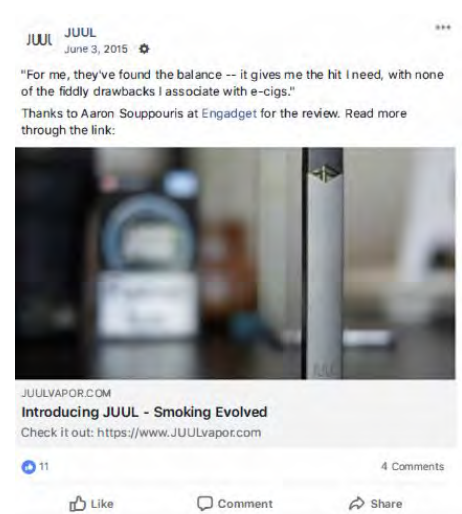 JUUL
JUUL
June 3, 2015
"For me, they've found the balance -- it gives me the hit I need, with none
of the fiddly drawbacks I associate with e-cigs."
Thanks to Aaron Souppouris at Engadget for the review. Read more
through the link:
JUUL
JUULVAPOR.COM
Introducing JUUL - Smoking Evolved
Check it out: https://www.JUULvapor.com
11
4 Comments
Like
Comment
Share